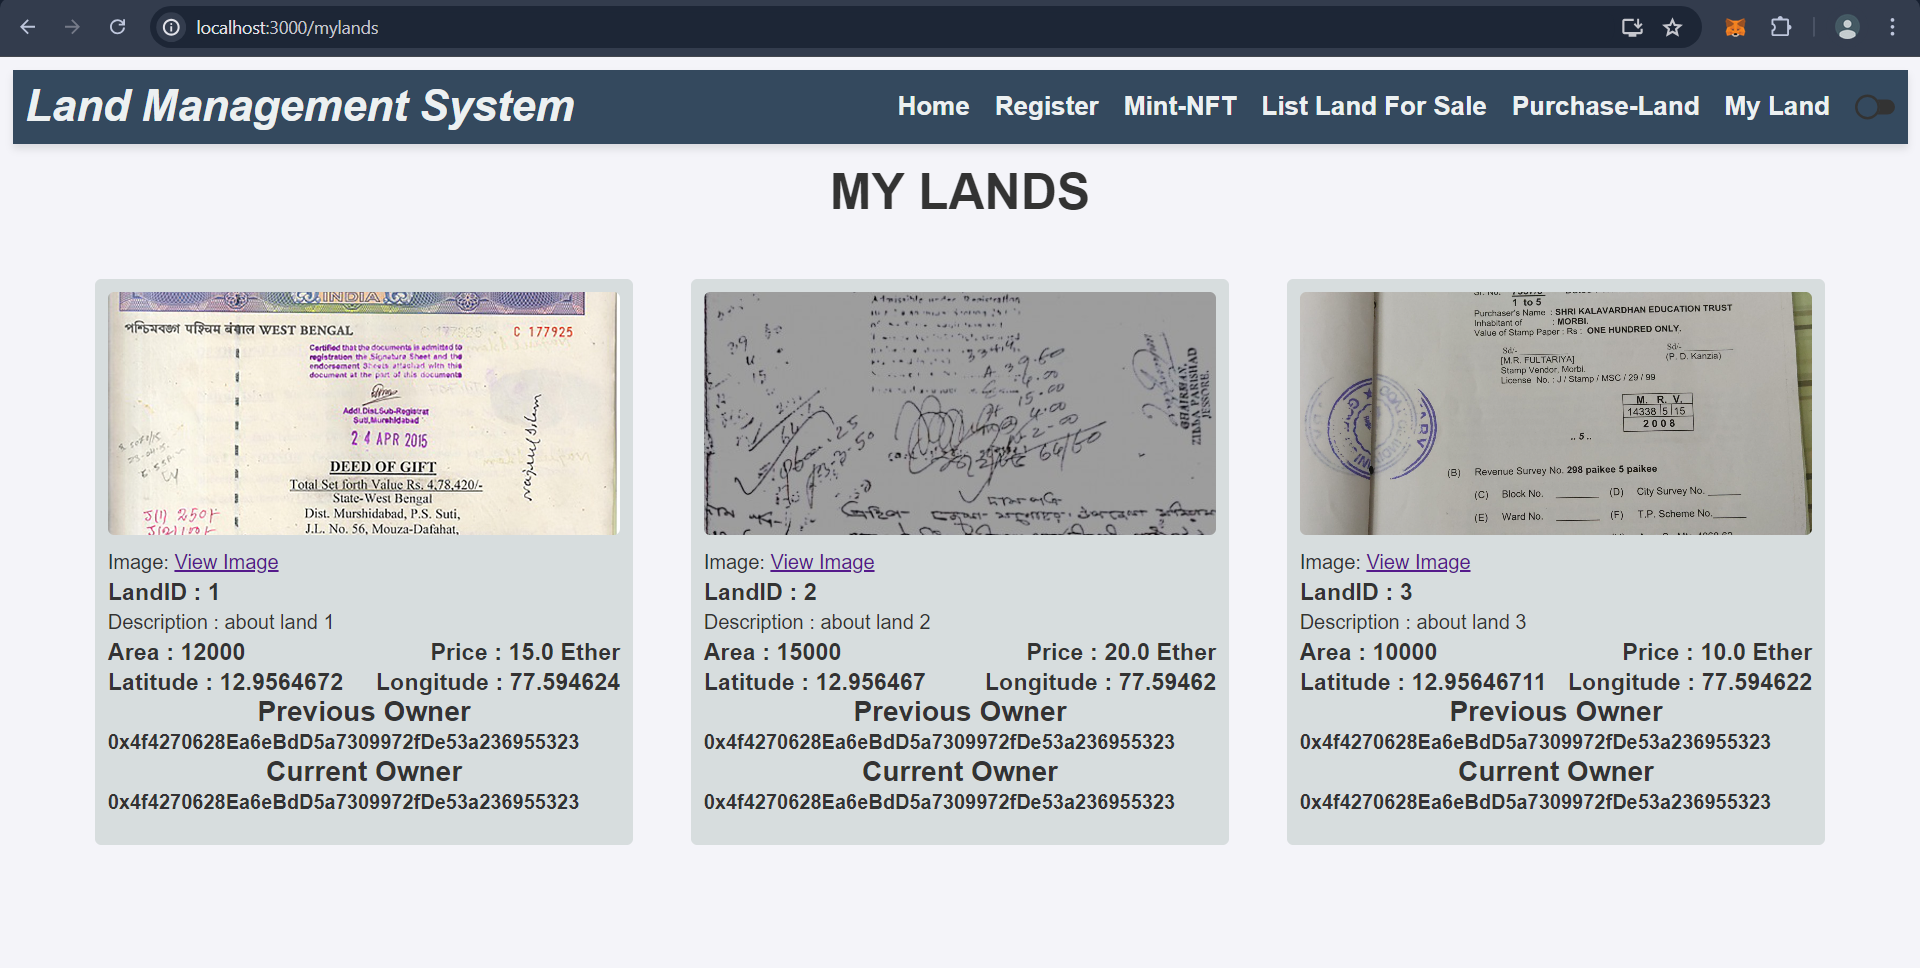 localhost:3000/mylands
Land Management System
Home Register Mint-NFT List Land For Sale Purchase-Land My Land
MY LANDS
INDIA
পশ্চিমবঙ্গ पश्चिम बंगाल WEST BENGAL
C 177925
Certified that the documents is admitted to
registration the Signature Sheet and the
endorsement Sheets attached with this
document at the part of this documents
Addl.Dist.Sub-Registrat
Suti,Murshidabad
2 4 APR 2015
DEED OF GIFT
Total Set forth Value Rs. 4,78,420/-
State-West Bengal
Dist. Murshidabad, P.S. Suti,
J.L. No. 56, Mouza-Dafahat,
Image: View Image
LandID : 1
Description : about land 1
Area : 12000 Price : 15.0 Ether
Latitude : 12.9564672 Longitude : 77.594624
Previous Owner
0x4f4270628Ea6eBdD5a7309972fDe53a236955323
Current Owner
0x4f4270628Ea6eBdD5a7309972fDe53a236955323
Admissible under Registration
CHAIRMAN,
ZILLA PARISHAD
JESSORE.
Image: View Image
LandID : 2
Description : about land 2
Area : 15000 Price : 20.0 Ether
Latitude : 12.956467 Longitude : 77.59462
Previous Owner
0x4f4270628Ea6eBdD5a7309972fDe53a236955323
Current Owner
0x4f4270628Ea6eBdD5a7309972fDe53a236955323
1 to 5
Purchaser's Name : SHRI KALAVARDHAN EDUCATION TRUST
Inhabitant of : MORBI.
Value of Stamp Paper : Rs : ONE HUNDRED ONLY.
Sd/- Sd/-
[M.R. FULTARIYA] (P. D. Kanzia)
Stamp Vendor, Morbi.
License No. : J / Stamp / MSC / 29 / 99
M. R. V.
14338 5 15
2 0 0 8
.. 5 ..
(B) Revenue Survey No. 298 paikee 5 paikee
(C) Block No. (D) City Survey No.
(E) Ward No. (F) T.P. Scheme No.
Image: View Image
LandID : 3
Description : about land 3
Area : 10000 Price : 10.0 Ether
Latitude : 12.95646711 Longitude : 77.594622
Previous Owner
0x4f4270628Ea6eBdD5a7309972fDe53a236955323
Current Owner
0x4f4270628Ea6eBdD5a7309972fDe53a236955323